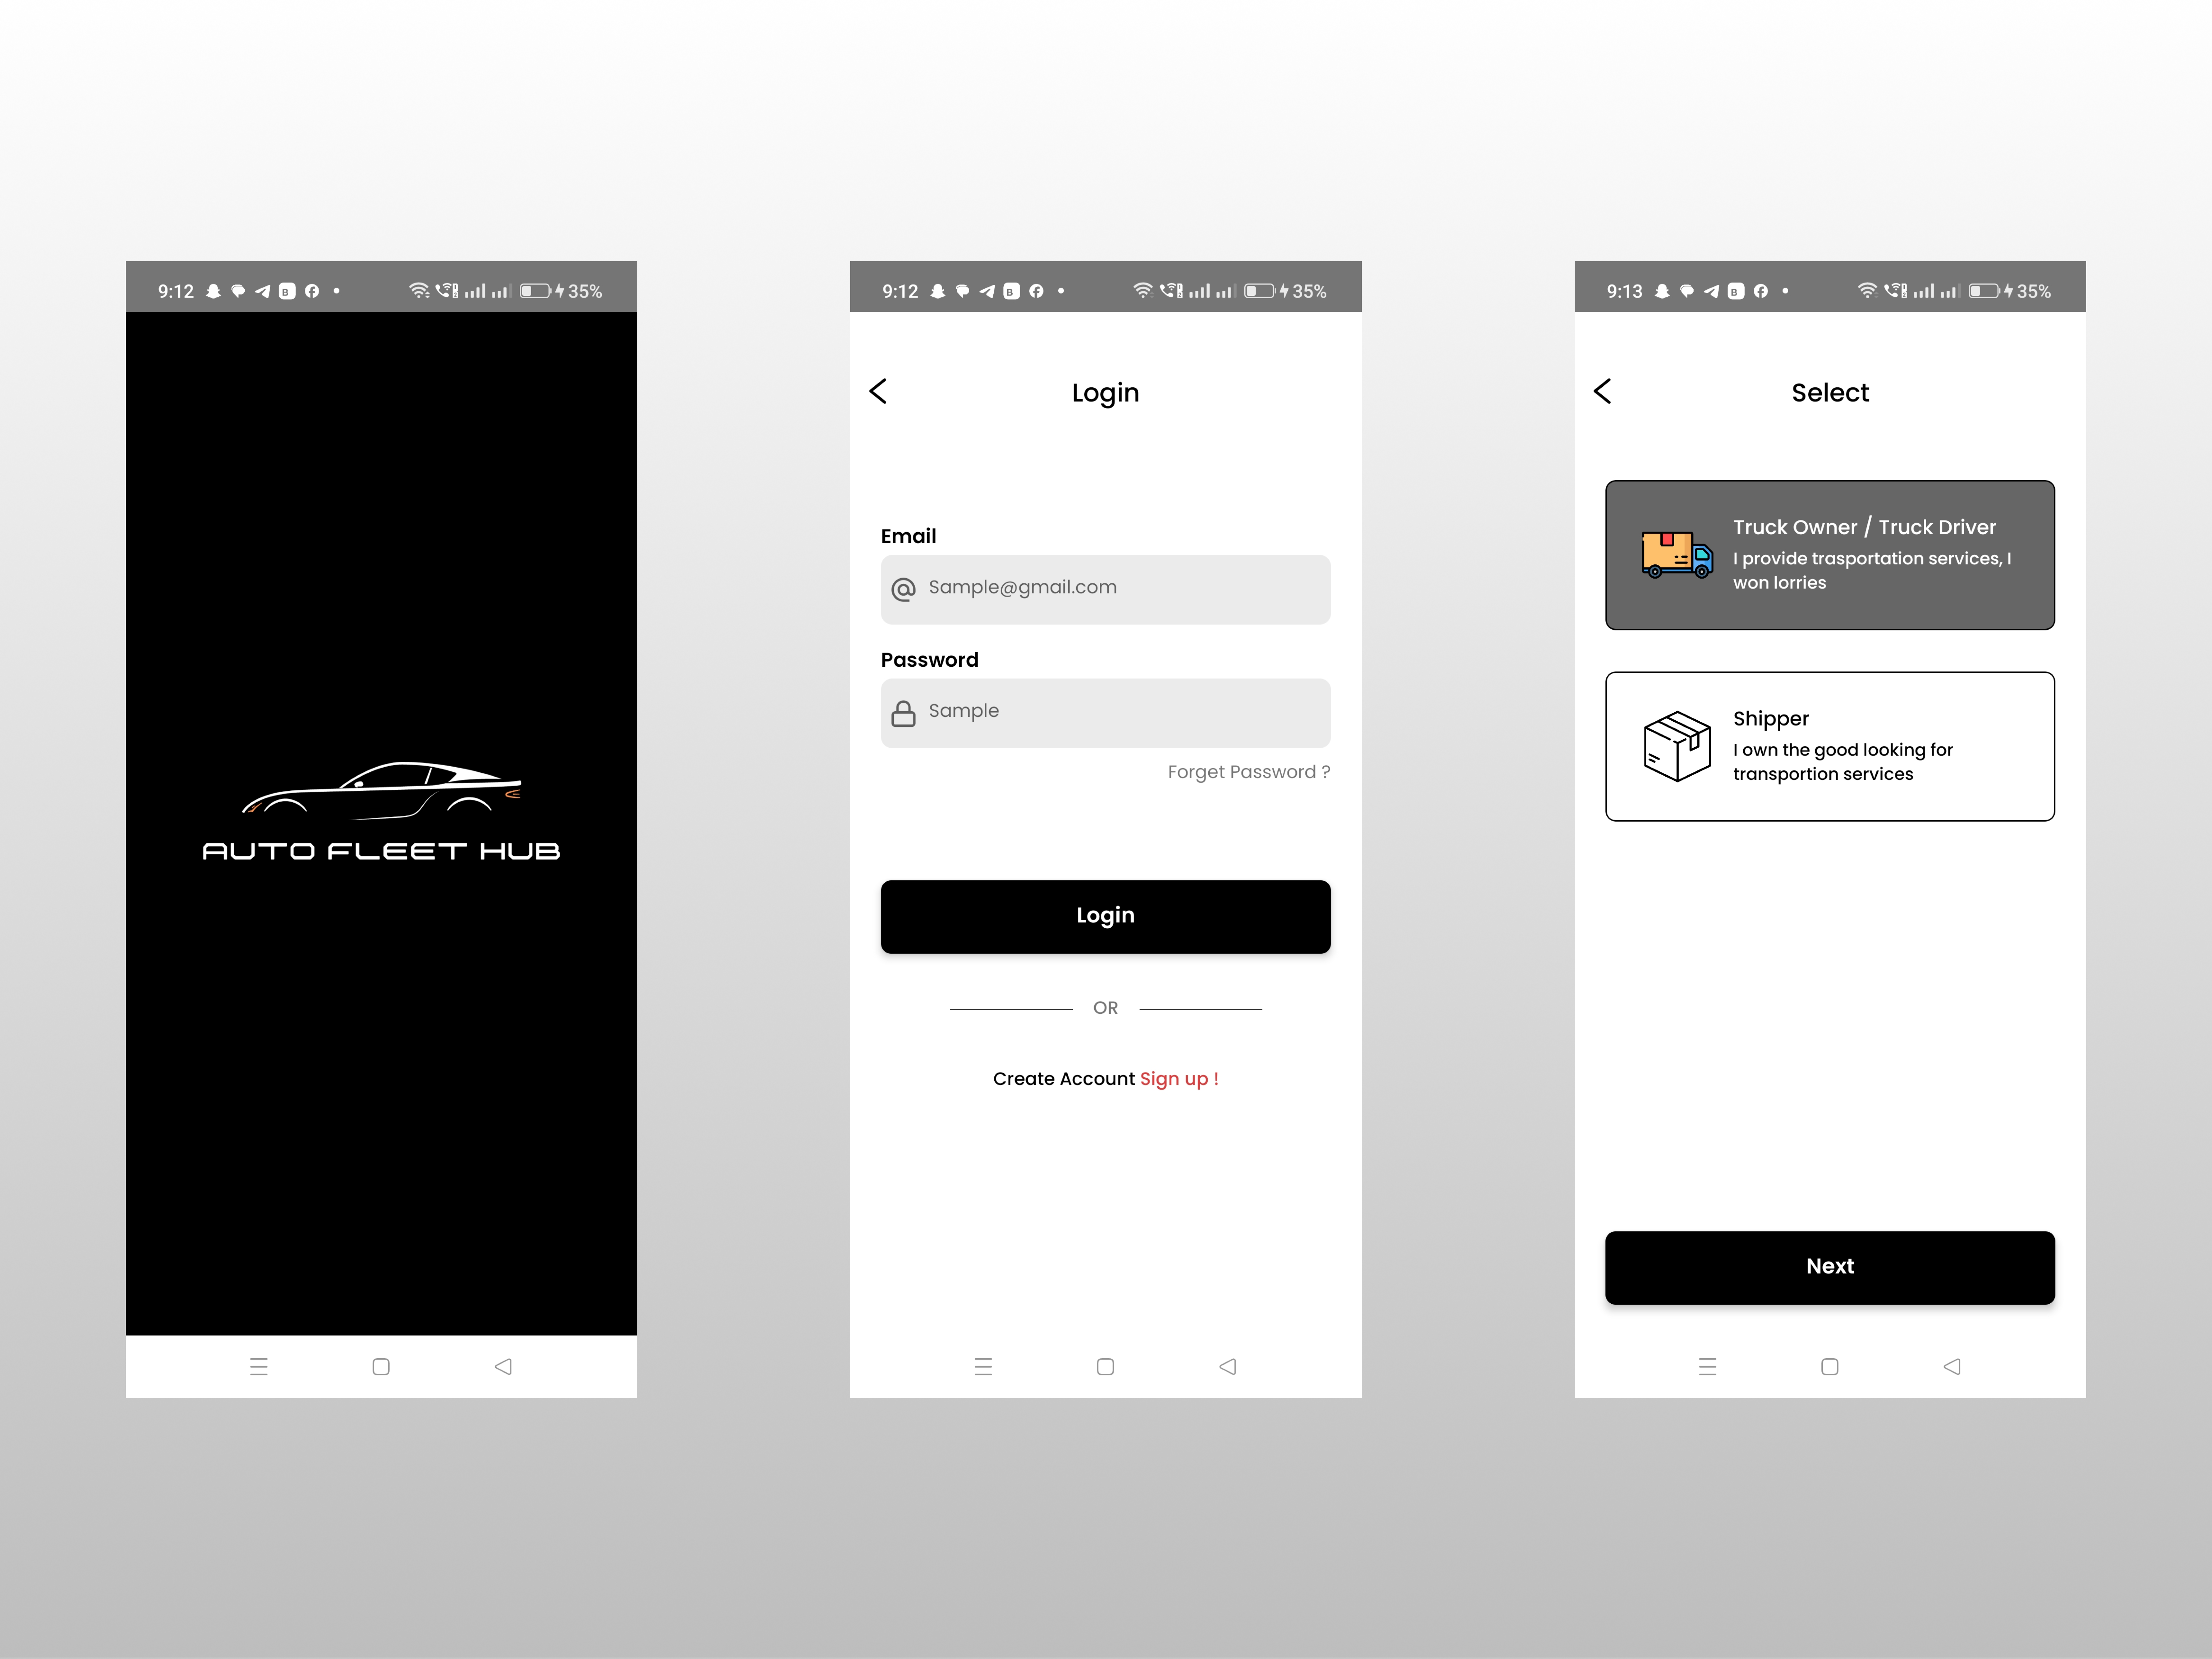 9:12
35%
AUTO FLEET HUB
9:12
35%
Login
Email
Sample@gmail.com
Password
Sample
Forget Password ?
Login
OR
Create Account Sign up !
9:13
35%
Select
Truck Owner / Truck Driver
I provide trasportation services, I
won lorries
Shipper
I own the good looking for
transportion services
Next